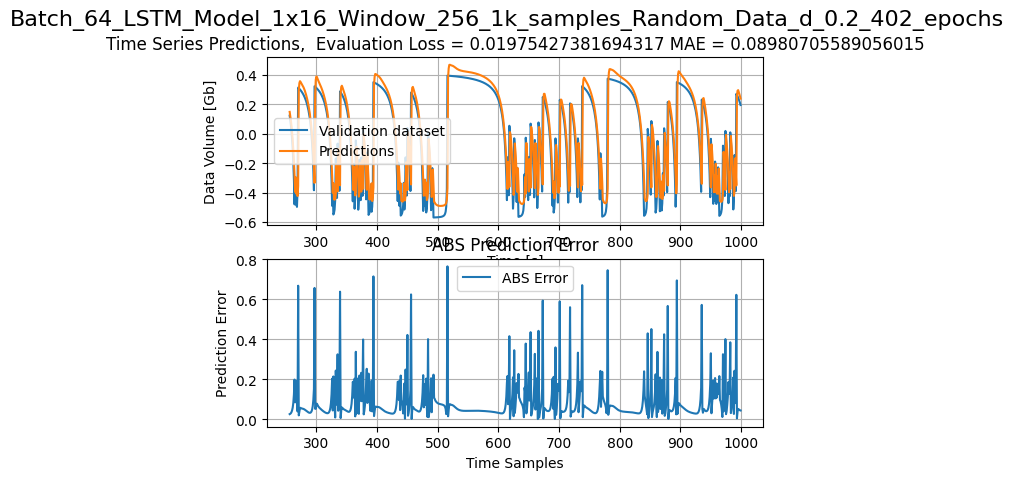 Batch_64_LSTM_Model_1x16_Window_256_1k_samples_Random_Data_d_0.2_402_epochs
Time Series Predictions,  Evaluation Loss = 0.01975427381694317 MAE = 0.08980705589056015
Data Volume [Gb]
0.4
0.2
0.0
−0.2
−0.4
−0.6
Validation dataset
Predictions
300 400 500 600 700 800 900 1000
Time [s]
ABS Prediction Error
Prediction Error
0.8
0.6
0.4
0.2
0.0
ABS Error
300 400 500 600 700 800 900 1000
Time Samples